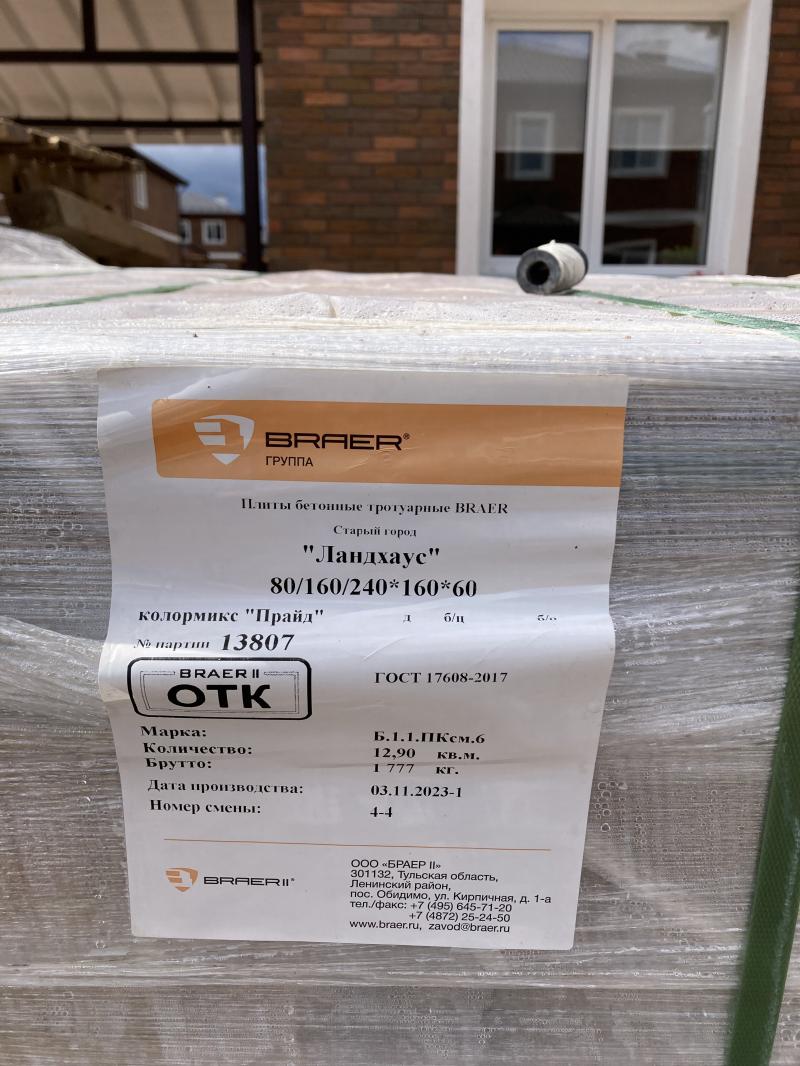 BRAER®
ГРУППА
Плиты бетонные тротуарные BRAER
Старый город
"Ландхаус"
80/160/240*160*60
колормикс "Прайд" д б/ц
№ партии 13807
BRAER II
ОТК
ГОСТ 17608-2017
Марка: Б.1.1.ПКсм.6
Количество: 12,90 кв.м.
Брутто: 1 777 кг.
Дата производства: 03.11.2023-1
Номер смены: 4-4
BRAER II®
ООО «БРАЕР II»
301132, Тульская область,
Ленинский район,
пос. Обидимо, ул. Кирпичная, д. 1-а
тел./факс: +7 (495) 645-71-20
+7 (4872) 25-24-50
www.braer.ru, zavod@braer.ru